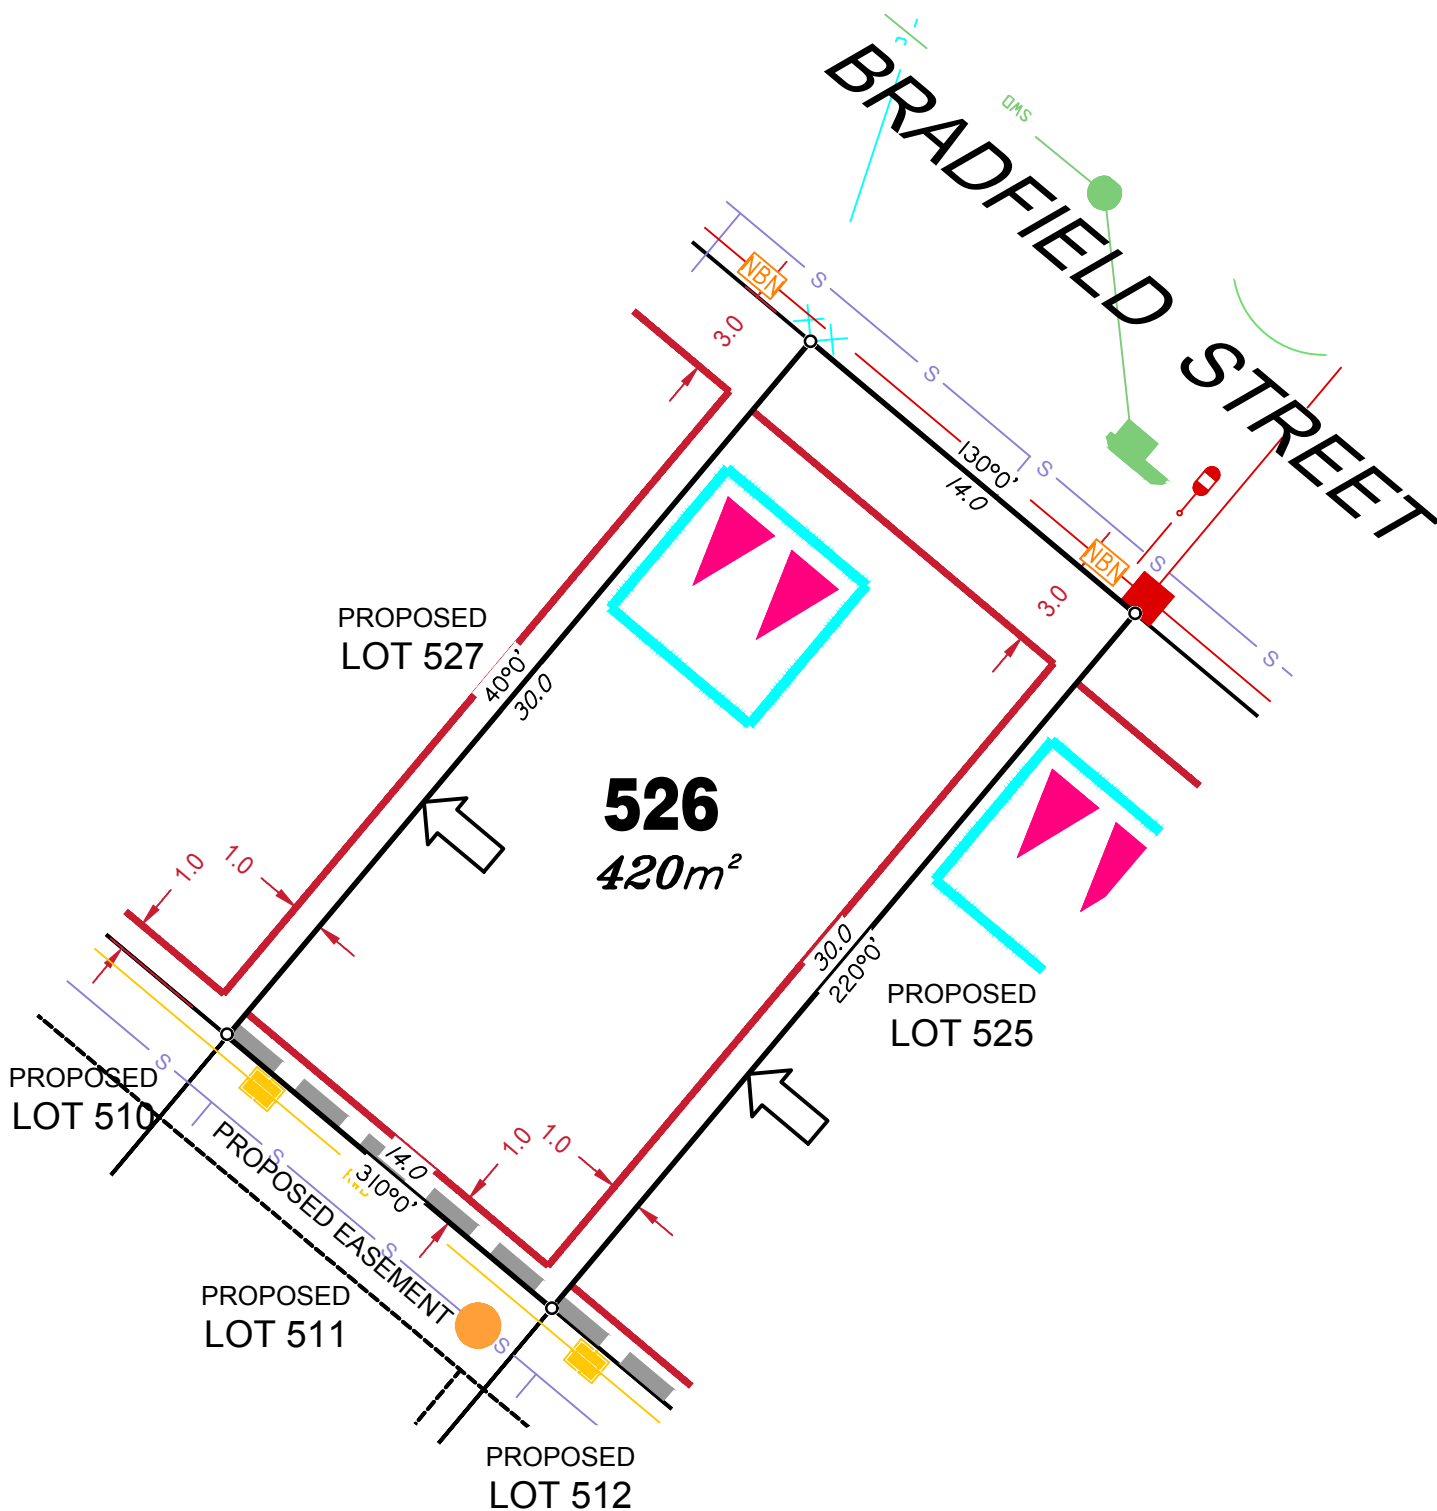 BRADFIELD STREET
SWD
NBN
S
3.0
S
S
130°0'
14.0
NBN
S
3.0
S
PROPOSED
LOT 527
40°0'
30.0
526
420m²
1.0
1.0
30.0
220°0'
PROPOSED
LOT 525
PROPOSED
LOT 510
S
PROPOSED EASEMENT
S
14.0
310°0'
1.0
1.0
S
S
PROPOSED
LOT 511
PROPOSED
LOT 512